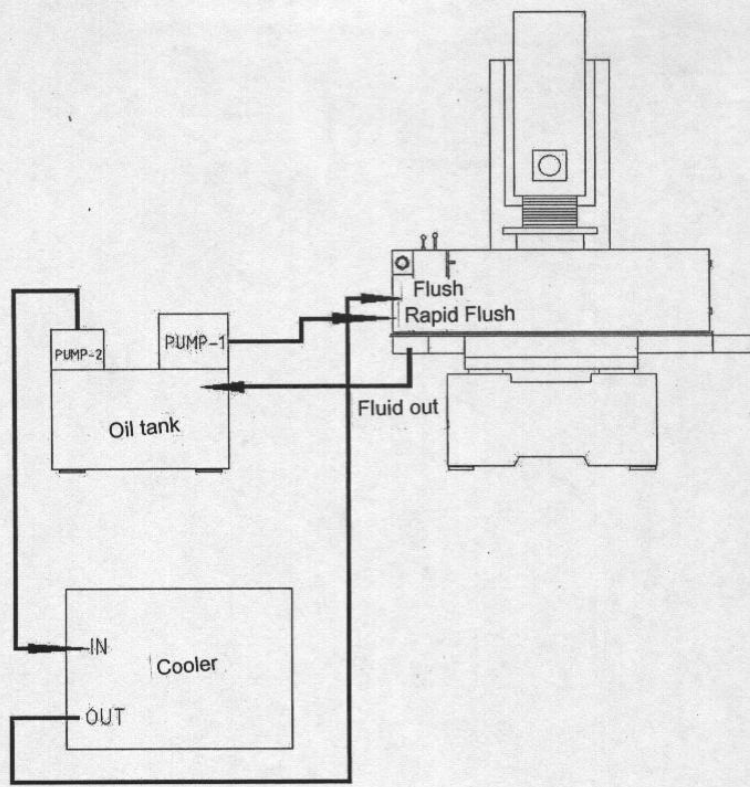 Flush
Rapid Flush
PUMP-1
PUMP-2
Fluid out
Oil tank
IN
Cooler
OUT